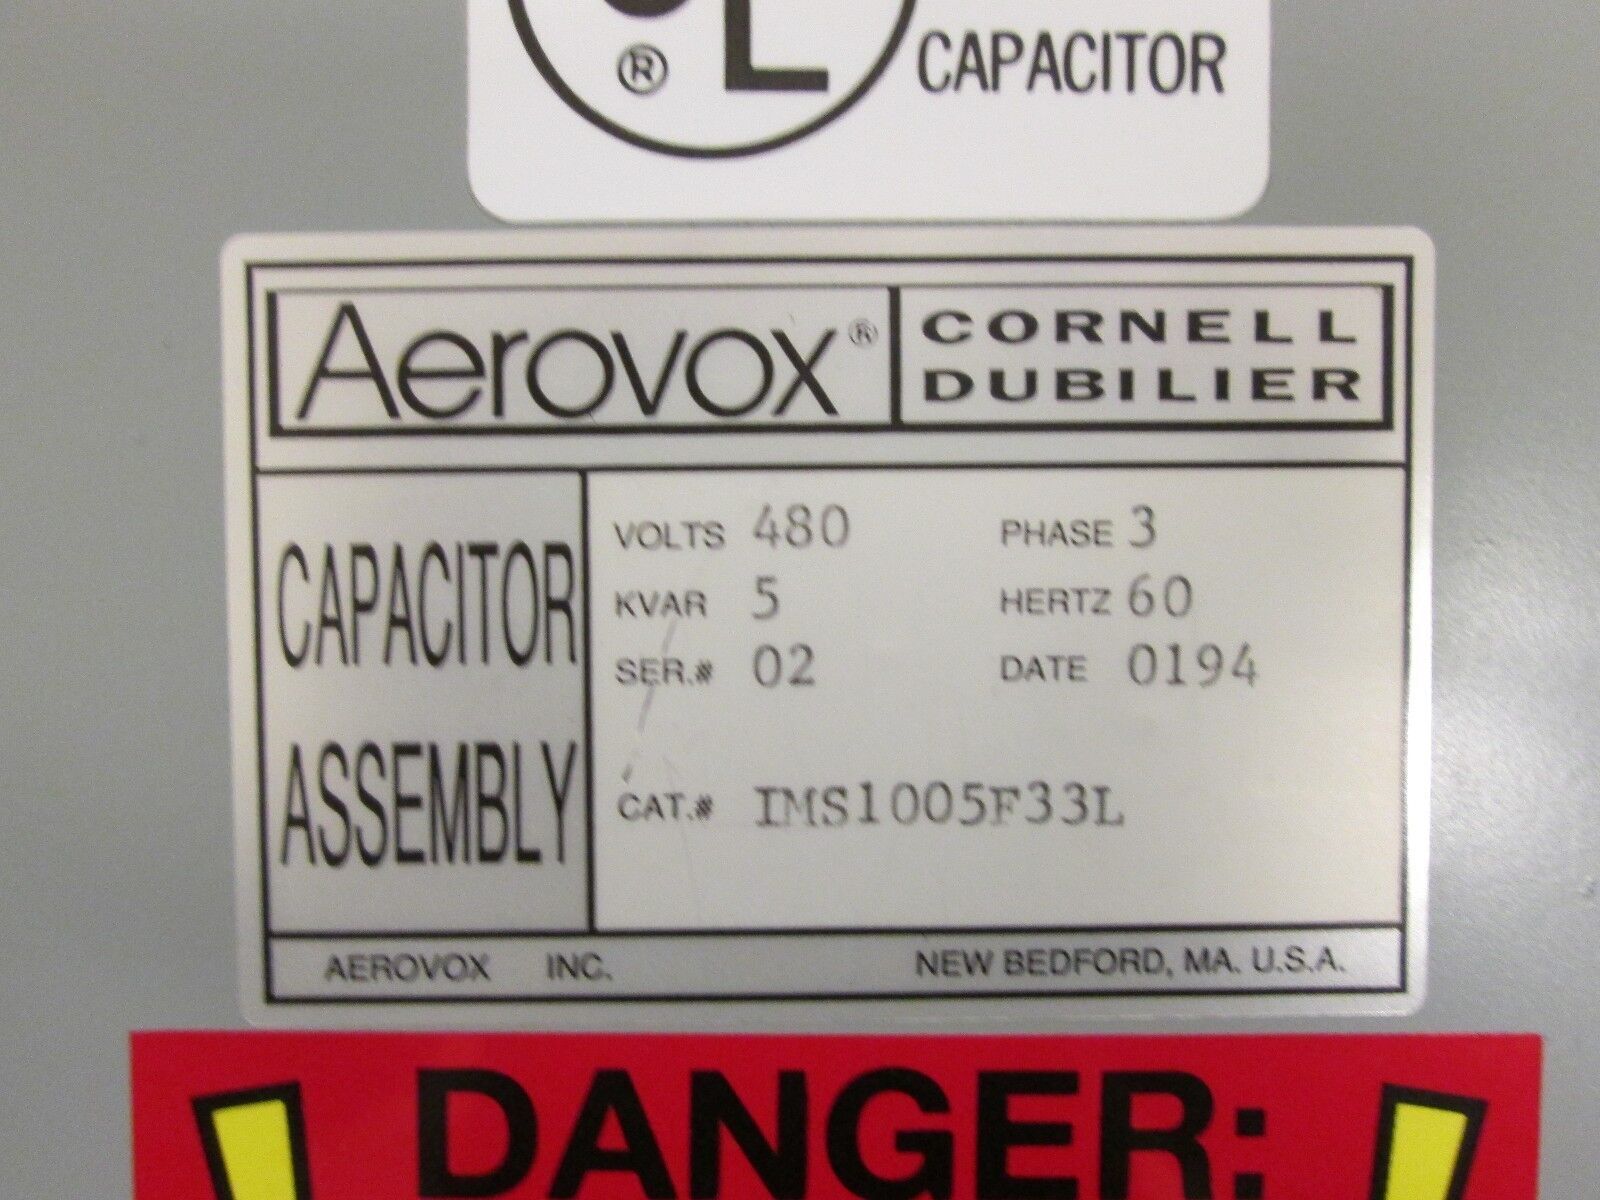 UL
®
CAPACITOR
Aerovox® CORNELL
DUBILIER
CAPACITOR
ASSEMBLY
VOLTS 480 PHASE 3
KVAR 5 HERTZ 60
SER.# 02 DATE 0194
CAT.# IMS1005F33L
AEROVOX INC. NEW BEDFORD, MA. U.S.A.
! DANGER: !